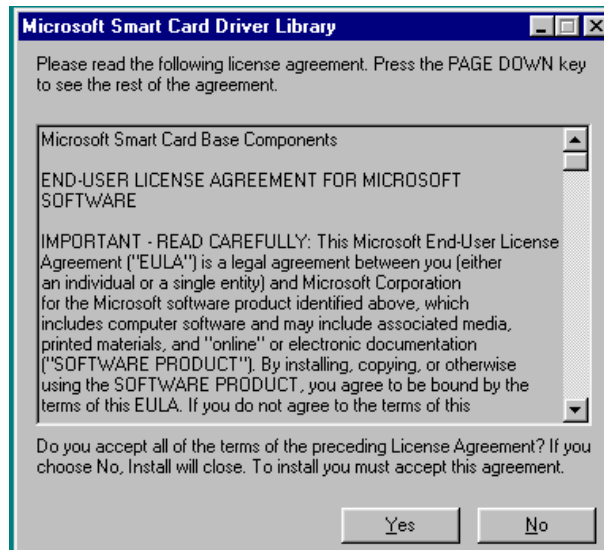 Microsoft Smart Card Driver Library
Please read the following license agreement. Press the PAGE DOWN key
to see the rest of the agreement.
Microsoft Smart Card Base Components
END-USER LICENSE AGREEMENT FOR MICROSOFT
SOFTWARE
IMPORTANT - READ CAREFULLY: This Microsoft End-User License
Agreement ("EULA") is a legal agreement between you (either
an individual or a single entity) and Microsoft Corporation
for the Microsoft software product identified above, which
includes computer software and may include associated media,
printed materials, and "online" or electronic documentation
("SOFTWARE PRODUCT"). By installing, copying, or otherwise
using the SOFTWARE PRODUCT, you agree to be bound by the
terms of this EULA. If you do not agree to the terms of this
Do you accept all of the terms of the preceding License Agreement? If you
choose No, Install will close. To install you must accept this agreement.
Yes
No